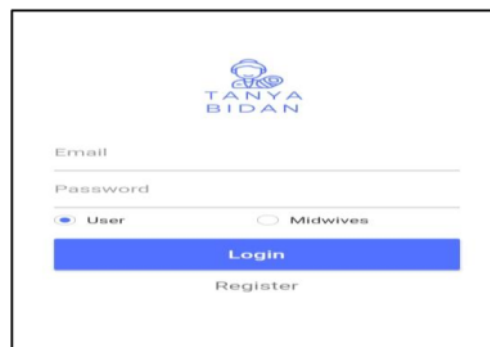 TANYA
BIDAN
Email
Password
User Midwives
Login
Register